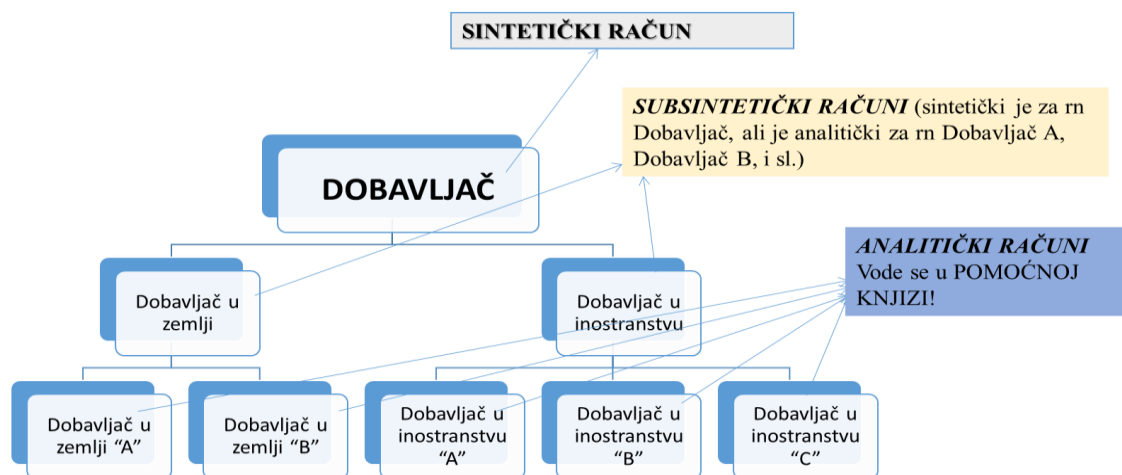 SINTETIČKI RAČUN
SUBSINTETIČKI RAČUNI (sintetički je za rn
Dobavljač, ali je analitički za rn Dobavljač A,
Dobavljač B, i sl.)
DOBAVLJAČ
ANALITIČKI RAČUNI
Vode se u POMOĆNOJ
KNJIZI!
Dobavljač u
zemlji
Dobavljač u
inostranstvu
Dobavljač u
zemlji “A”
Dobavljač u
zemlji “B”
Dobavljač u
inostranstvu
“A”
Dobavljač u
inostranstvu
“B”
Dobavljač u
inostranstvu
“C”